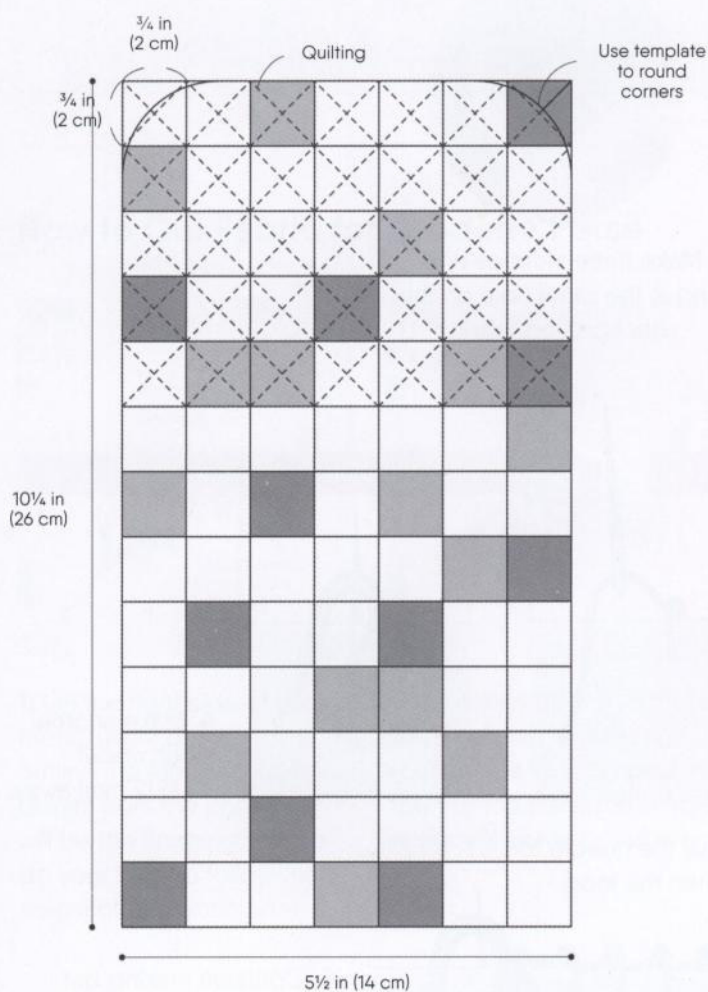 ¾ in
(2 cm)
Quilting
Use template
to round
corners
¾ in
(2 cm)
10¼ in
(26 cm)
5½ in (14 cm)